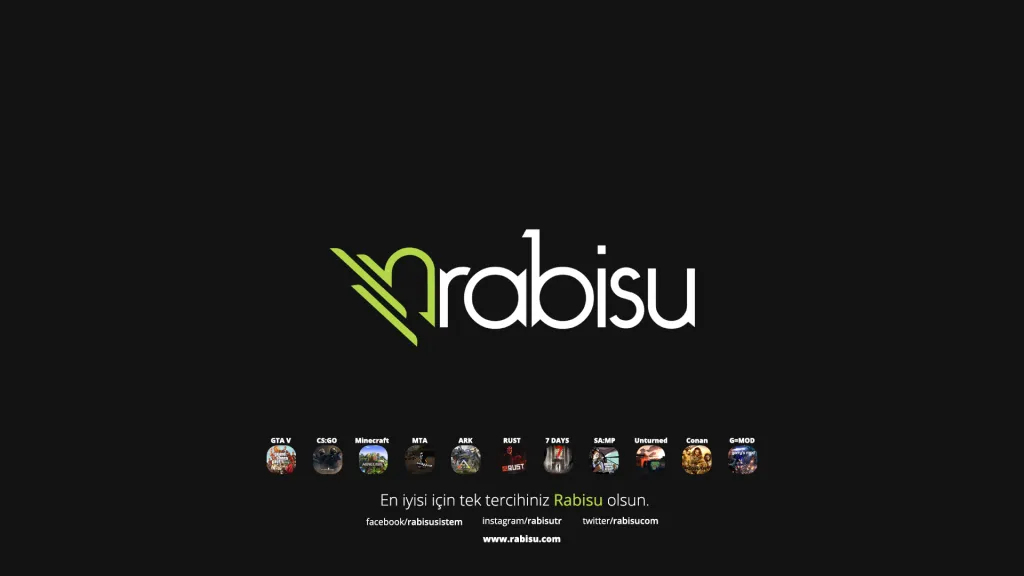 rabisu
GTA V CS:GO Minecraft MTA ARK RUST 7 DAYS SA:MP Unturned Conan G=MOD
En iyisi için tek tercihiniz Rabisu olsun.
facebook/rabisusistem instagram/rabisutr twitter/rabisucom
www.rabisu.com